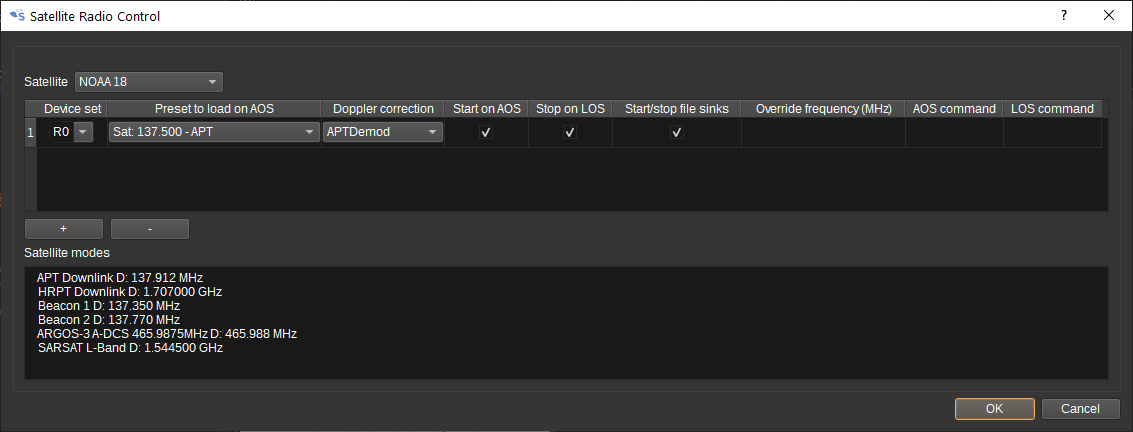 Satellite Radio Control
?
Satellite NOAA 18
Device set Preset to load on AOS Doppler correction Start on AOS Stop on LOS Start/stop file sinks Override frequency (MHz) AOS command LOS command
1 R0 Sat: 137.500 - APT APTDemod
+ -
Satellite modes
APT Downlink D: 137.912 MHz
HRPT Downlink D: 1.707000 GHz
Beacon 1 D: 137.350 MHz
Beacon 2 D: 137.770 MHz
ARGOS-3 A-DCS 465.9875MHz D: 465.988 MHz
SARSAT L-Band D: 1.544500 GHz
OK Cancel